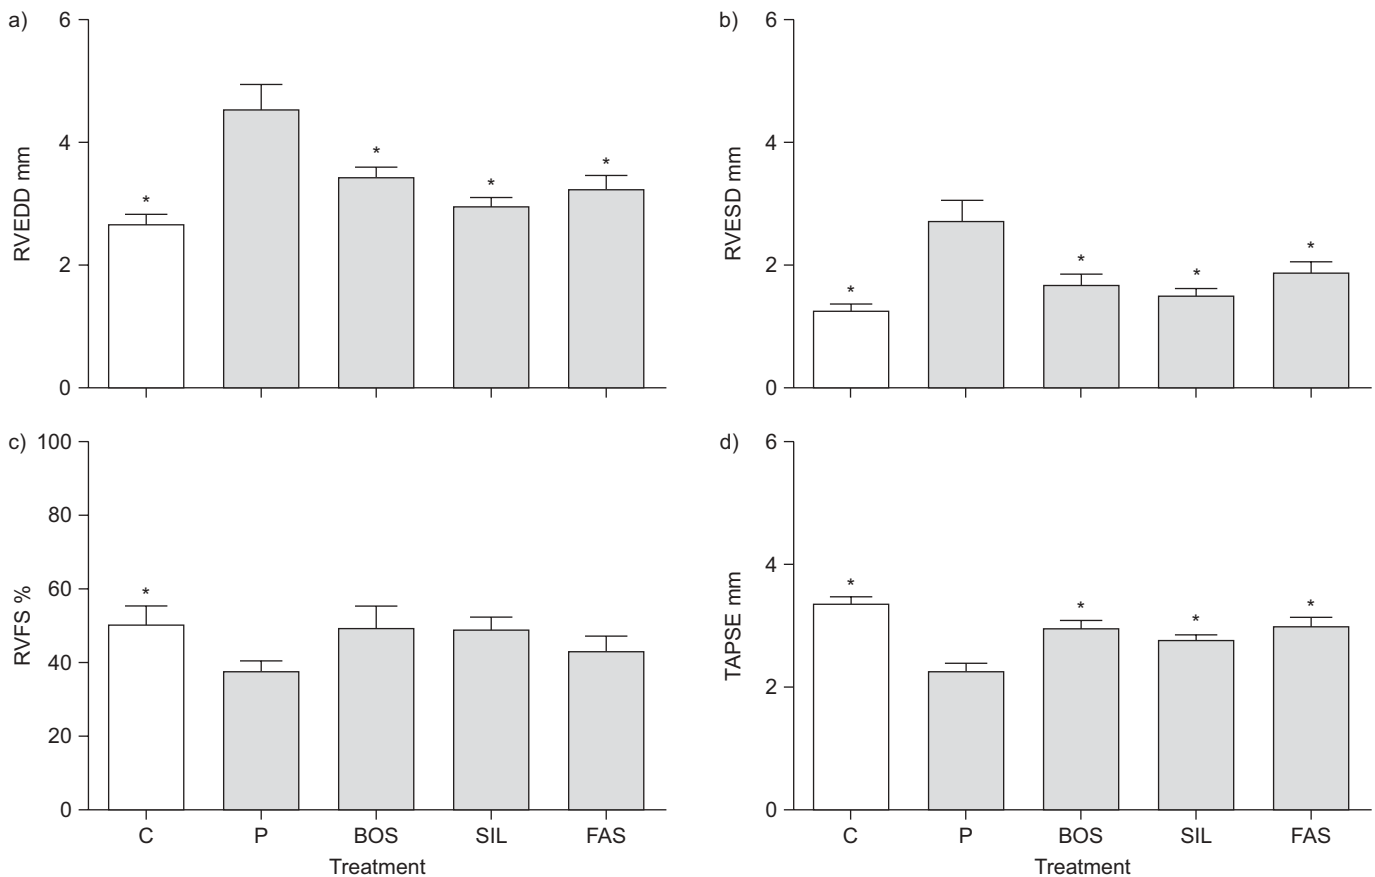 a)
6
4
2
0
RVEDD mm
*
*
*
*
b)
6
4
2
0
RVESD mm
*
*
*
*
c)
100
80
60
40
20
0
RVFS %
*
C P BOS SIL FAS
Treatment
d)
6
4
2
0
TAPSE mm
*
*
*
*
C P BOS SIL FAS
Treatment